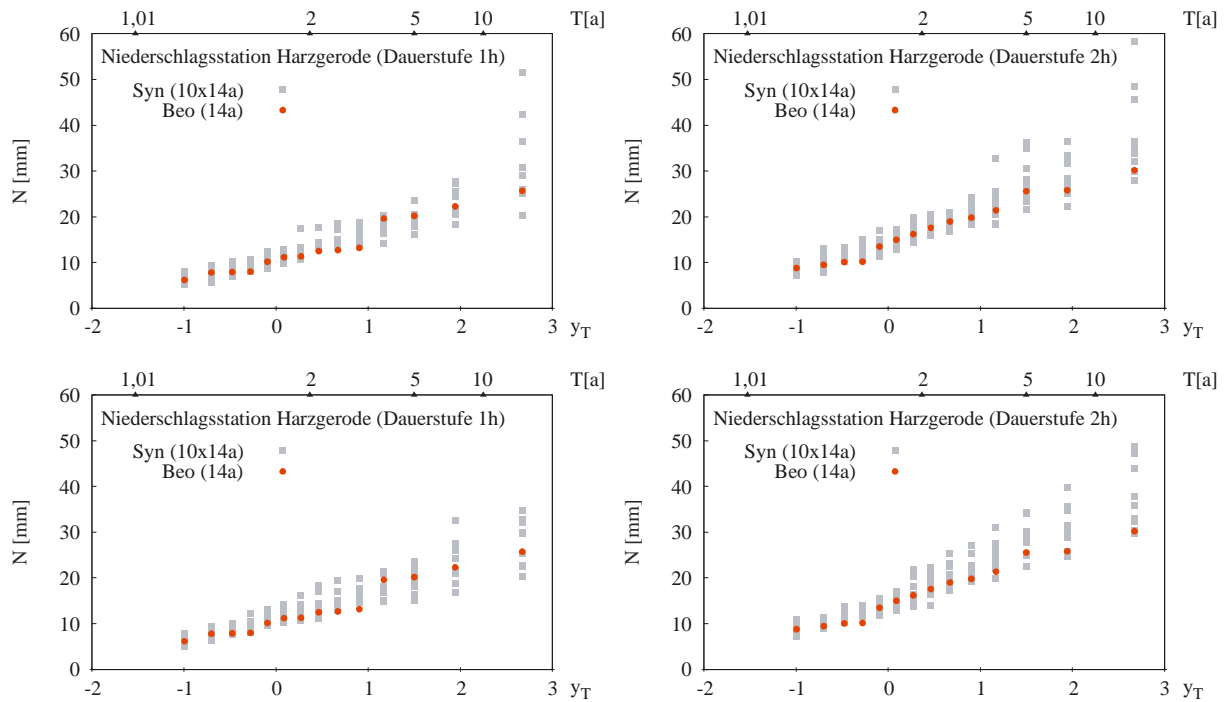 1,01 2 5 10 T[a]
60
Niederschlagsstation Harzgerode (Dauerstufe 1h)
50
Syn (10x14a)
Beo (14a)
40
N [mm]
30
20
10
0
-2 -1 0 1 2 3 y_T
1,01 2 5 10 T[a]
60
Niederschlagsstation Harzgerode (Dauerstufe 2h)
50
Syn (10x14a)
Beo (14a)
40
N [mm]
30
20
10
0
-2 -1 0 1 2 3 y_T
1,01 2 5 10 T[a]
60
Niederschlagsstation Harzgerode (Dauerstufe 1h)
50
Syn (10x14a)
Beo (14a)
40
N [mm]
30
20
10
0
-2 -1 0 1 2 3 y_T
1,01 2 5 10 T[a]
60
Niederschlagsstation Harzgerode (Dauerstufe 2h)
50
Syn (10x14a)
Beo (14a)
40
N [mm]
30
20
10
0
-2 -1 0 1 2 3 y_T